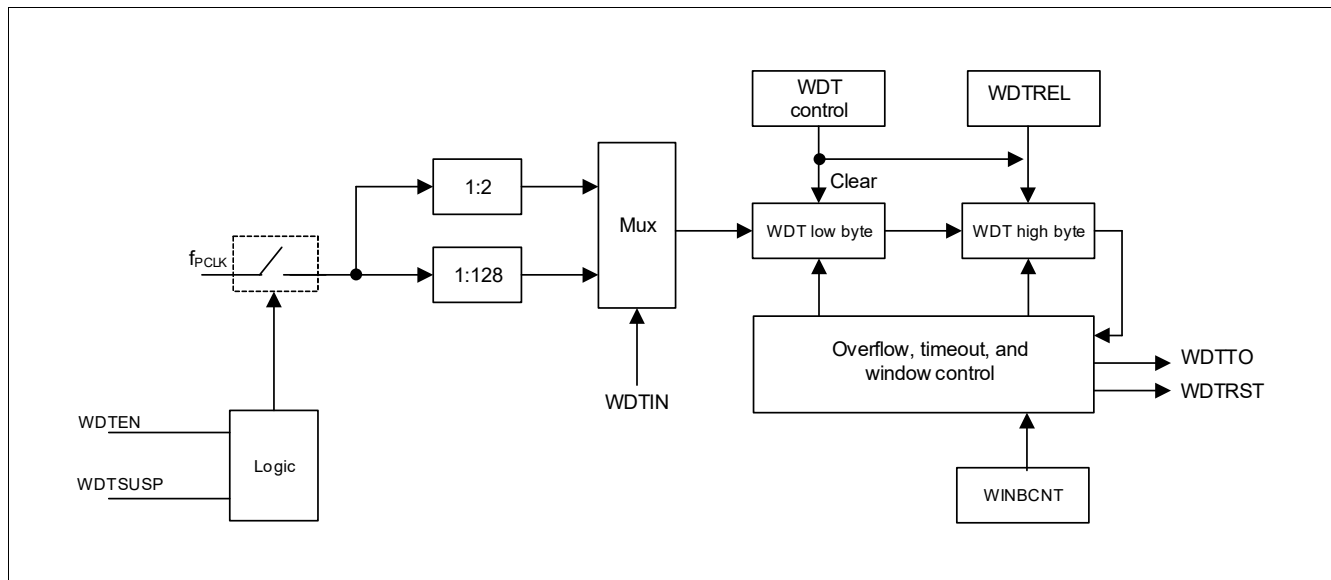 WDT
control
WDTREL
1:2
Clear
Mux
WDT low byte
WDT high byte
fPCLK
1:128
Overflow, timeout, and
window control
WDTTO
WDTIN
WDTRST
WDTEN
Logic
WDTSUSP
WINBCNT